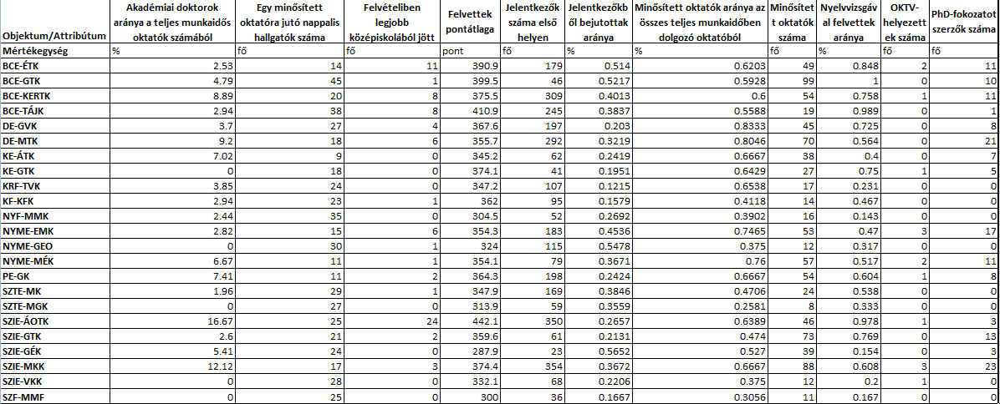 Objektum/Attribútum Akadémiai doktorok aránya a teljes munkaidős oktatók számából Egy minősített oktatóra jutó nappalis hallgatók száma Felvételiben legjobb középiskolából jött Felvettek pontátlaga Jelentkezők száma első helyen Jelentkezőkből bejutottak aránya Minősített oktatók aránya az összes teljes munkaidőben dolgozó oktatóból Minősített oktatók száma Nyelvvizsgával felvettek aránya OKTV-helyezettek száma PhD-fokozatot szerzők száma
Mértékegység % fő fő pont fő % % fő % fő fő
BCE-ÉTK 2.53 14 11 390.9 179 0.514 0.6203 49 0.848 2 11
BCE-GTK 4.79 45 1 399.5 46 0.5217 0.5928 99 1 0 10
BCE-KERTK 8.89 20 8 375.5 309 0.4013 0.6 54 0.758 1 11
BCE-TÁJK 2.94 38 8 410.9 245 0.3837 0.5588 19 0.989 0 1
DE-GVK 3.7 27 4 367.6 197 0.203 0.8333 45 0.725 0 8
DE-MTK 9.2 18 6 355.7 292 0.3219 0.8046 70 0.564 0 21
KE-ÁTK 7.02 9 0 345.2 62 0.2419 0.6667 38 0.4 0 7
KE-GTK 0 18 0 374.1 41 0.1951 0.6429 27 0.75 1 5
KRF-TVK 3.85 24 0 347.2 107 0.1215 0.6538 17 0.231 0 0
KF-KFK 2.94 23 1 362 95 0.1579 0.4118 14 0.467 0 0
NYF-MMK 2.44 35 0 304.5 52 0.2692 0.3902 16 0.143 0 0
NYME-EMK 2.82 15 6 354.3 183 0.4536 0.7465 53 0.47 3 17
NYME-GEO 0 30 1 324 115 0.5478 0.375 12 0.317 0 0
NYME-MÉK 6.67 11 1 354.1 79 0.3671 0.76 57 0.517 2 11
PE-GK 7.41 11 2 364.3 198 0.2424 0.6667 54 0.604 1 8
SZTE-MK 1.96 29 1 347.9 169 0.3846 0.4706 24 0.538 0 0
SZTE-MGK 0 27 0 313.9 59 0.3559 0.2581 8 0.333 0 0
SZIE-ÁOTK 16.67 25 24 442.1 350 0.2657 0.6389 46 0.978 1 3
SZIE-GTK 2.6 21 2 359.6 61 0.2131 0.474 73 0.769 0 13
SZIE-GÉK 5.41 24 0 287.9 23 0.5652 0.527 39 0.154 0 3
SZIE-MKK 12.12 17 3 374.4 354 0.3672 0.6667 88 0.608 3 23
SZIE-VKK 0 28 0 332.1 68 0.2206 0.375 12 0.2 1 0
SZF-MMF 0 25 0 300 36 0.1667 0.3056 11 0.167 0 0